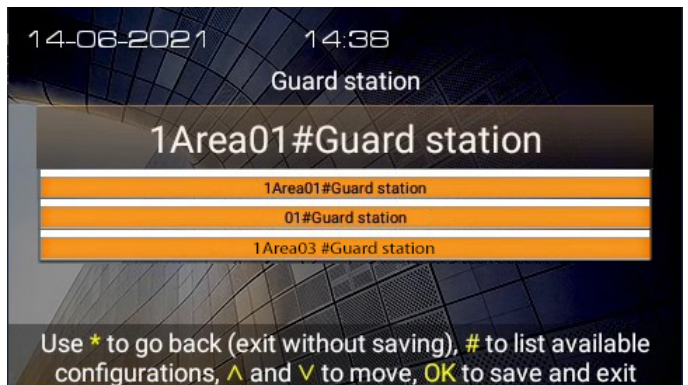 14-06-2021 14:38
Guard station
1Area01#Guard station
1Area01#Guard station
01#Guard station
1Area03 #Guard station
Use * to go back (exit without saving), # to list available
configurations, ∧ and ∨ to move, OK to save and exit